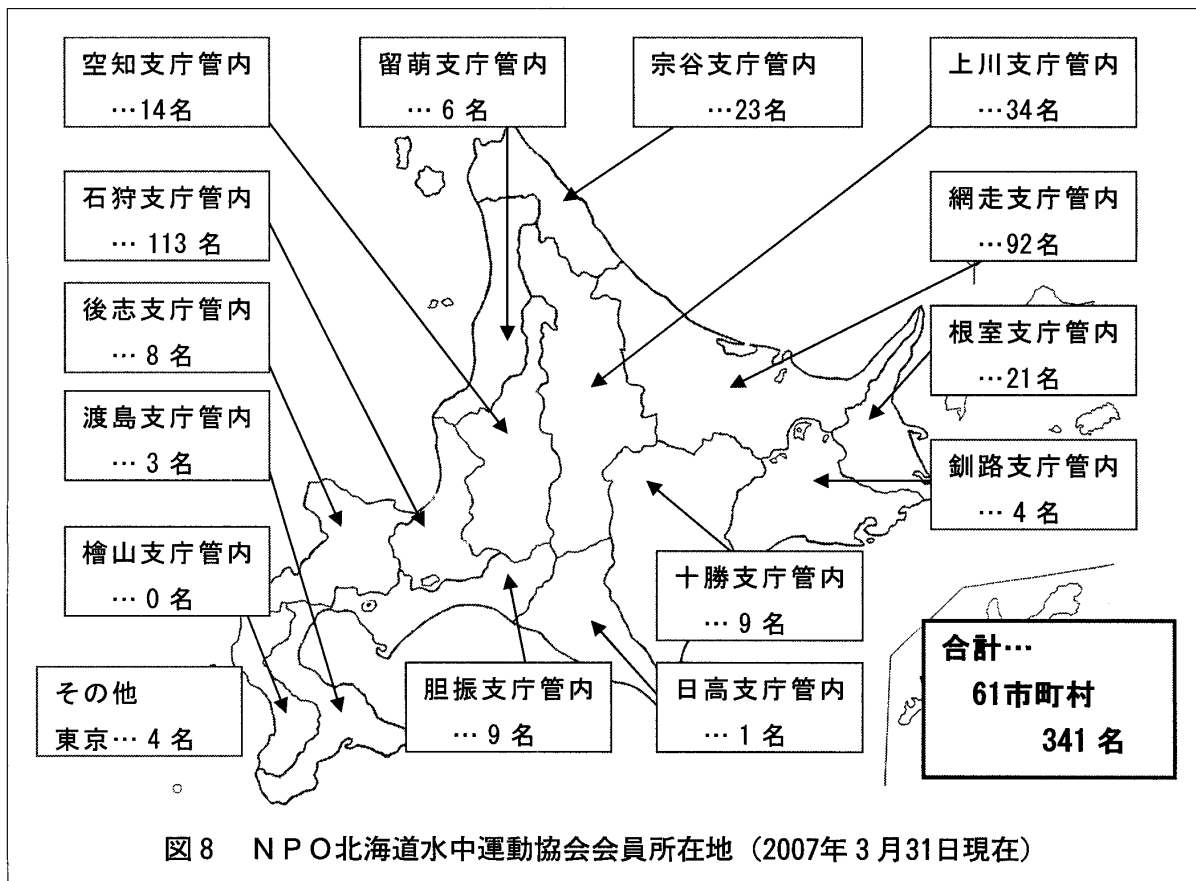 空知支庁管内
…14名
留萌支庁管内
… 6 名
宗谷支庁管内
…23名
上川支庁管内
…34名
石狩支庁管内
… 113 名
網走支庁管内
…92名
後志支庁管内
… 8 名
根室支庁管内
…21名
渡島支庁管内
… 3 名
釧路支庁管内
… 4 名
檜山支庁管内
… 0 名
十勝支庁管内
… 9 名
その他
東京… 4 名
胆振支庁管内
… 9 名
日高支庁管内
… 1 名
合計…
61市町村
341 名
図 8 NPO北海道水中運動協会会員所在地（2007年 3 月31日現在）